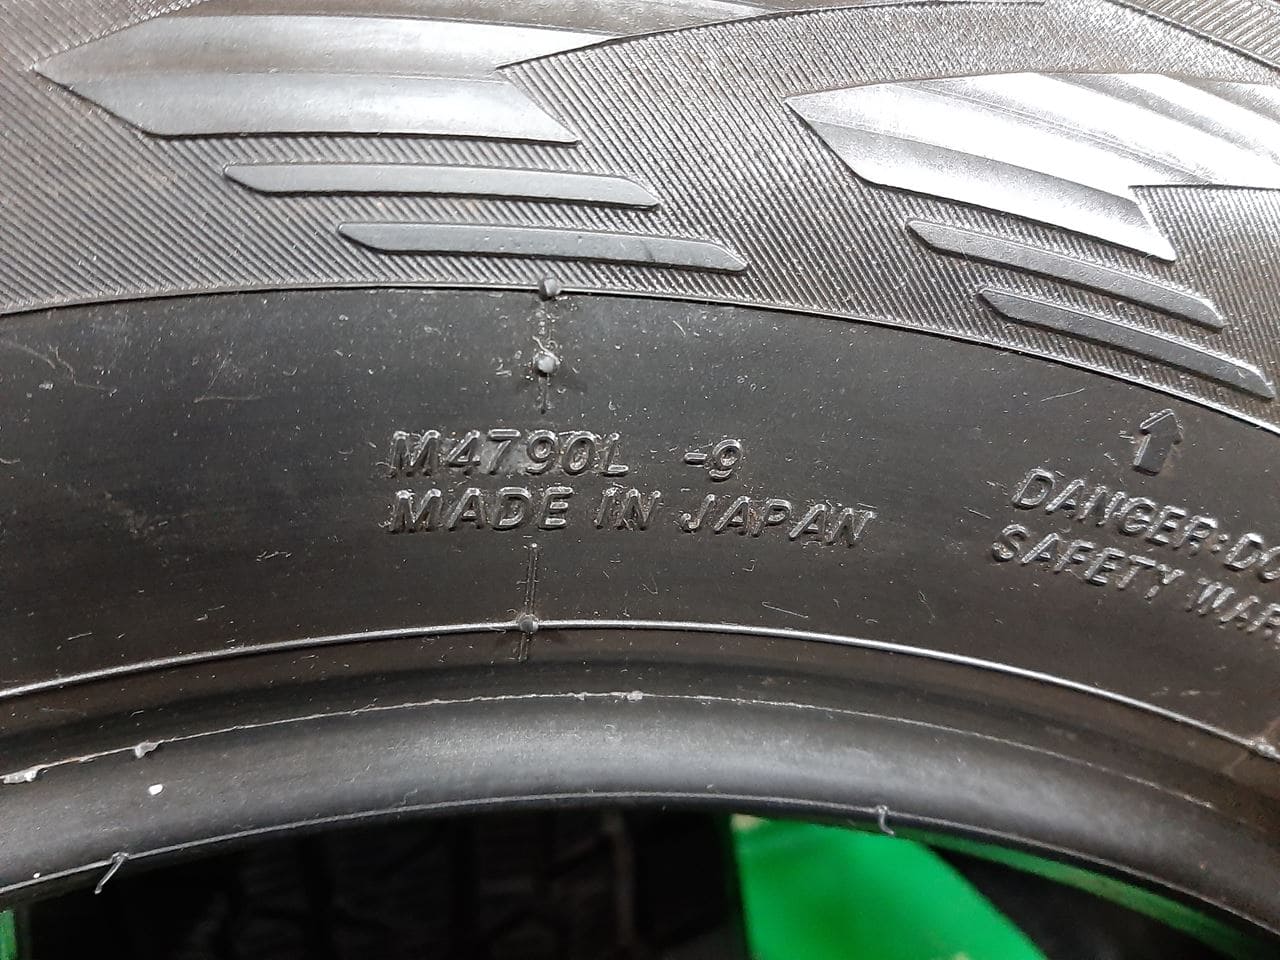 M4790L -9
MADE IN JAPAN
DANGER:
SAFETY